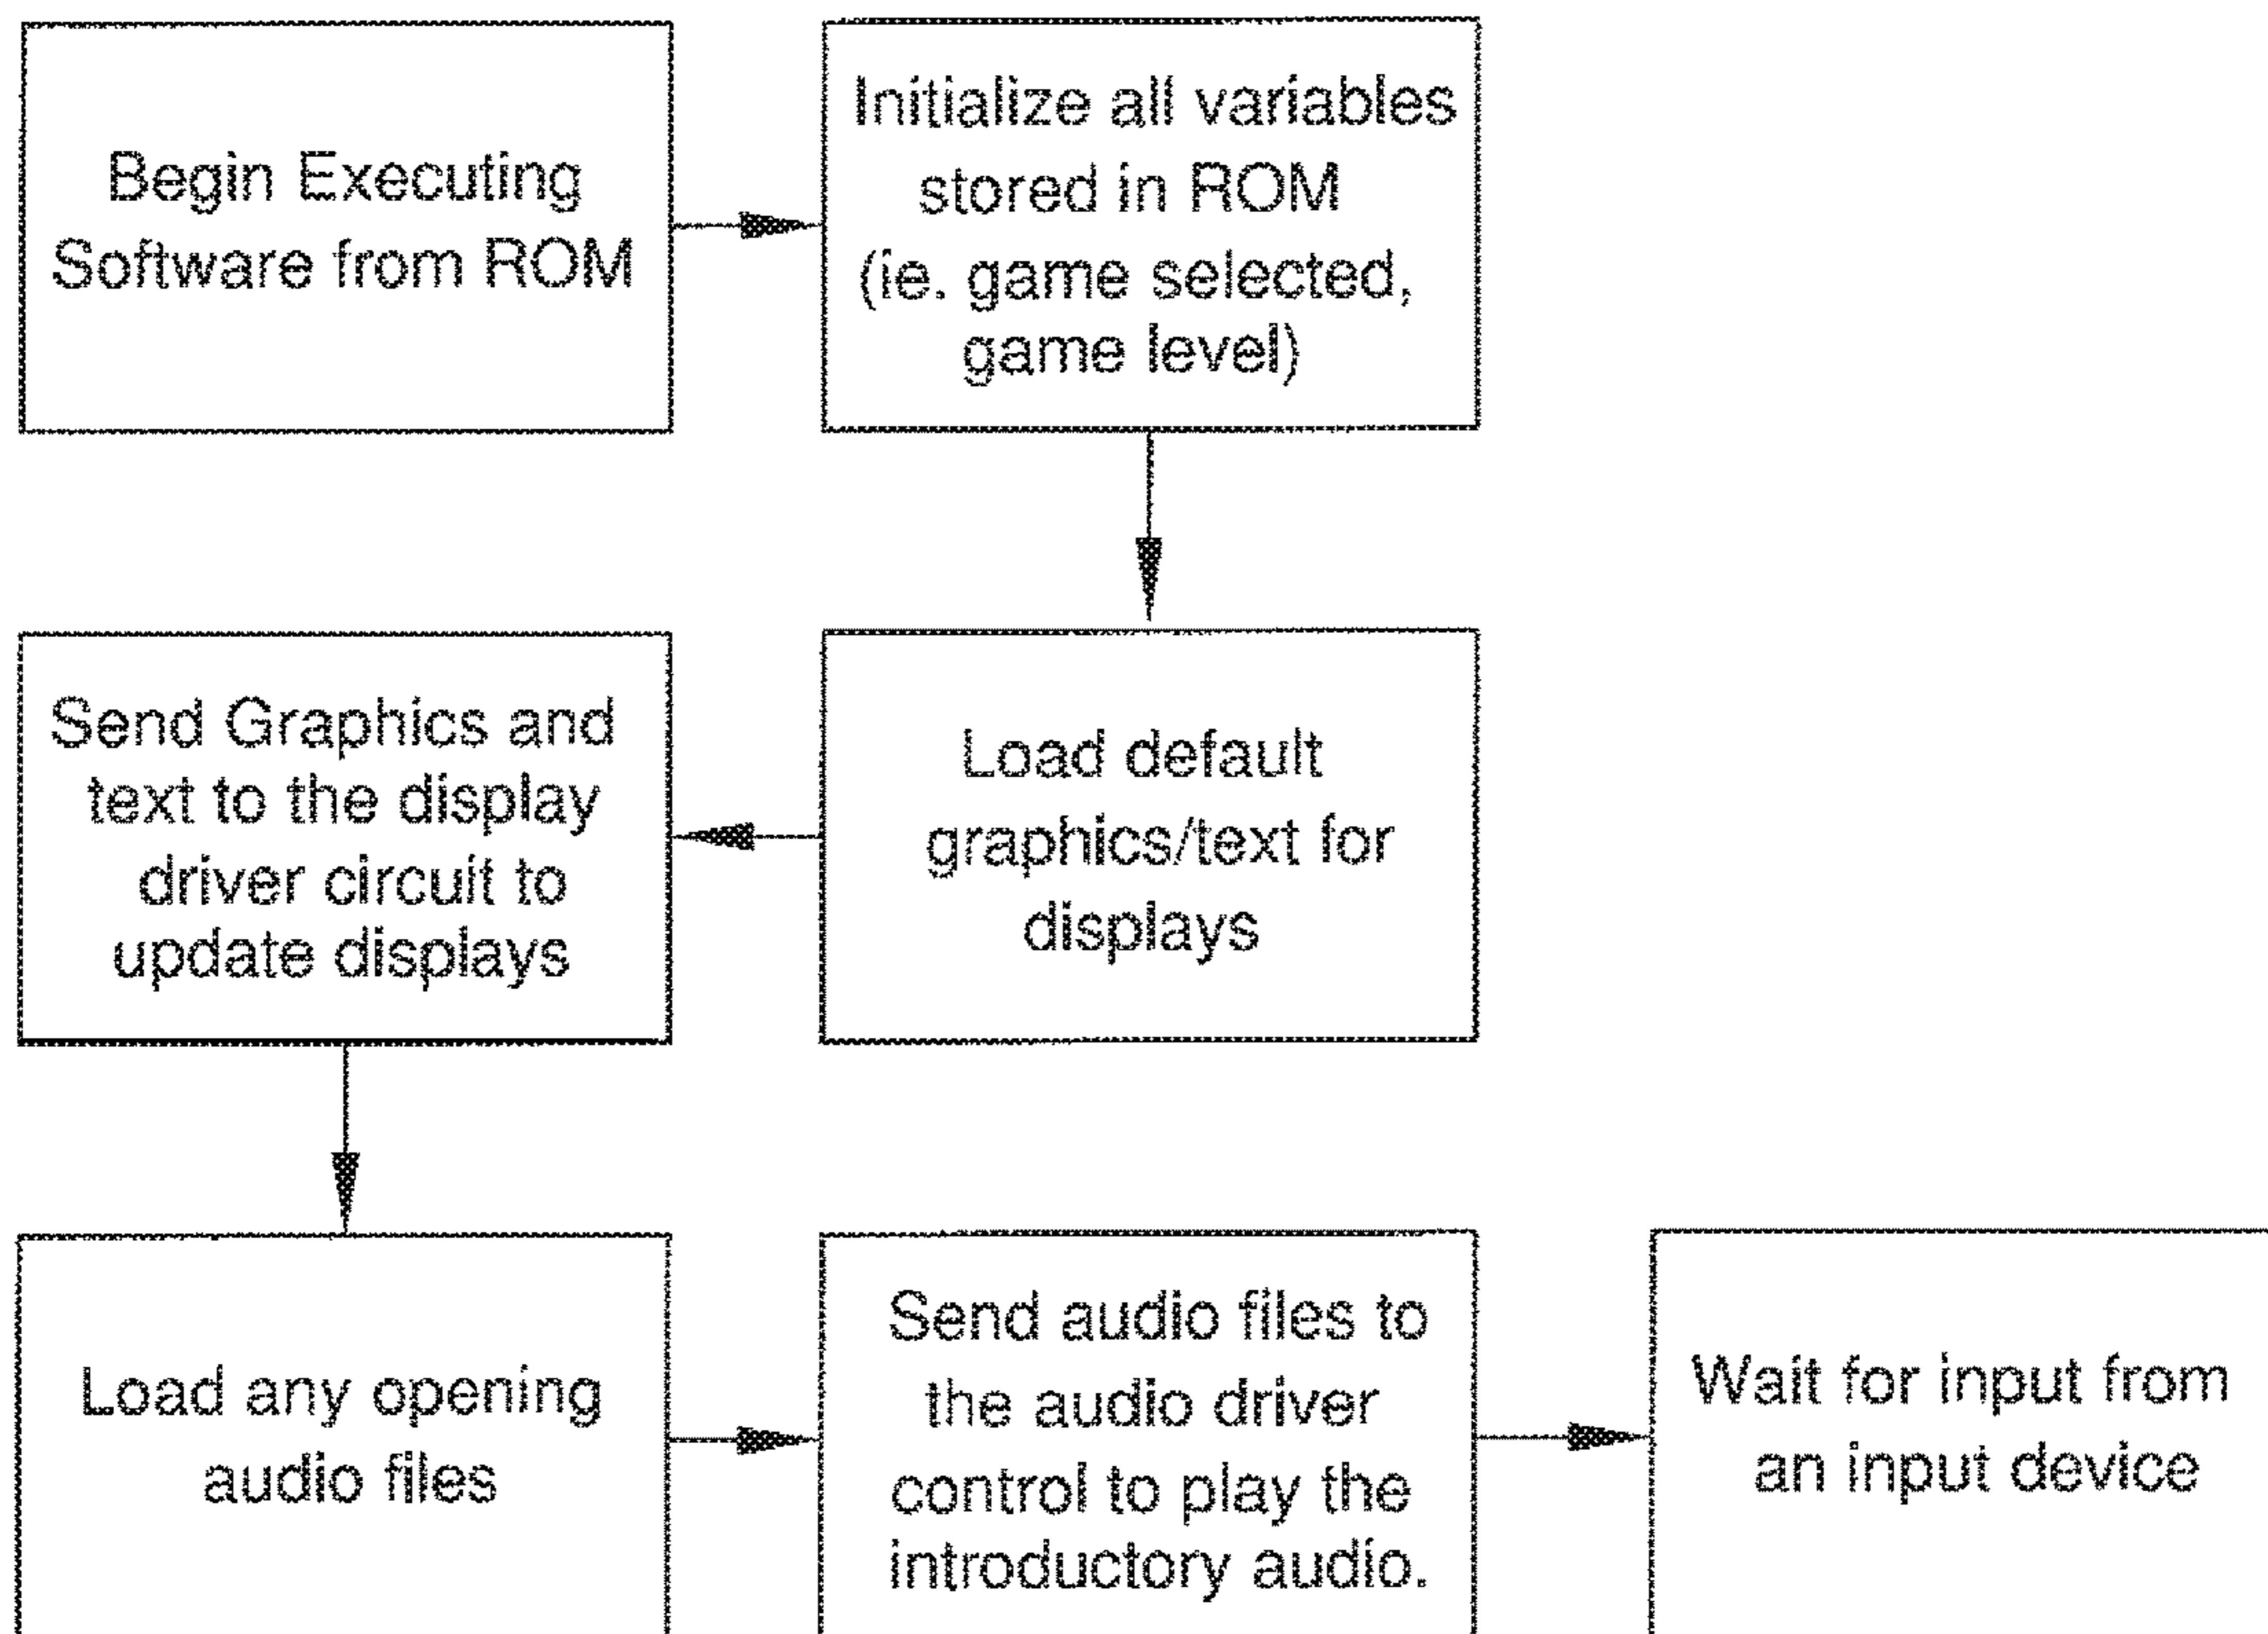 Begin Executing
Software from ROM
Initialize all variables
stored in ROM
(ie. game selected,
game level)
Send Graphics and
text to the display
driver circuit to
update displays
Load default
graphics/text for
displays
Load any opening
audio files
Send audio files to
the audio driver
control to play the
introductory audio.
Wait for input from
an input device